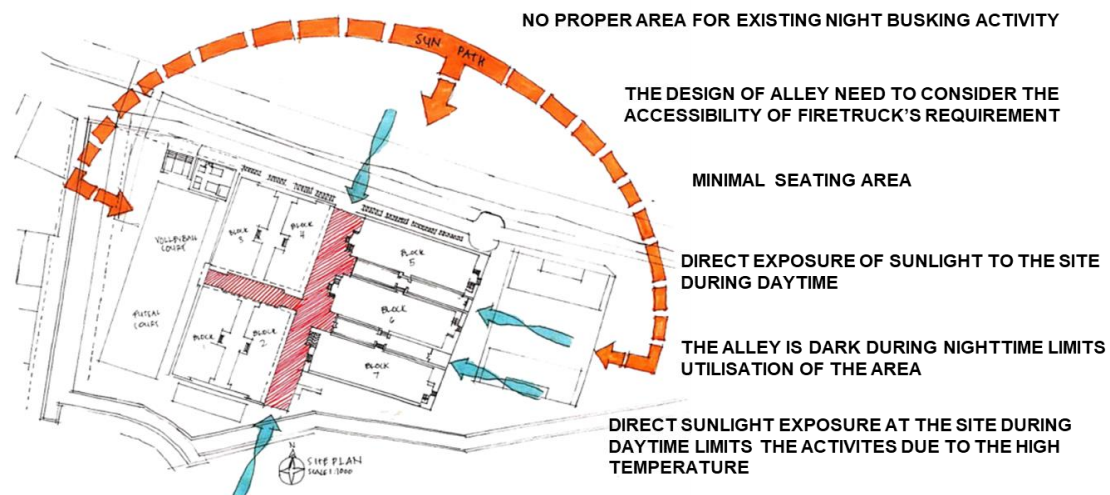 NO PROPER AREA FOR EXISTING NIGHT BUSKING ACTIVITY
SUN PATH
THE DESIGN OF ALLEY NEED TO CONSIDER THE
ACCESSIBILITY OF FIRETRUCK'S REQUIREMENT
MINIMAL SEATING AREA
VOLLEYBALL
COURT
BLOCK
3
BLOCK
4
BLOCK
5
DIRECT EXPOSURE OF SUNLIGHT TO THE SITE
DURING DAYTIME
FUTSAL
COURT
BLOCK
1
BLOCK
2
BLOCK
6
BLOCK
7
THE ALLEY IS DARK DURING NIGHTTIME LIMITS
UTILISATION OF THE AREA
DIRECT SUNLIGHT EXPOSURE AT THE SITE DURING
DAYTIME LIMITS THE ACTIVITES DUE TO THE HIGH
TEMPERATURE
N
SITE PLAN
SCALE 1:1000